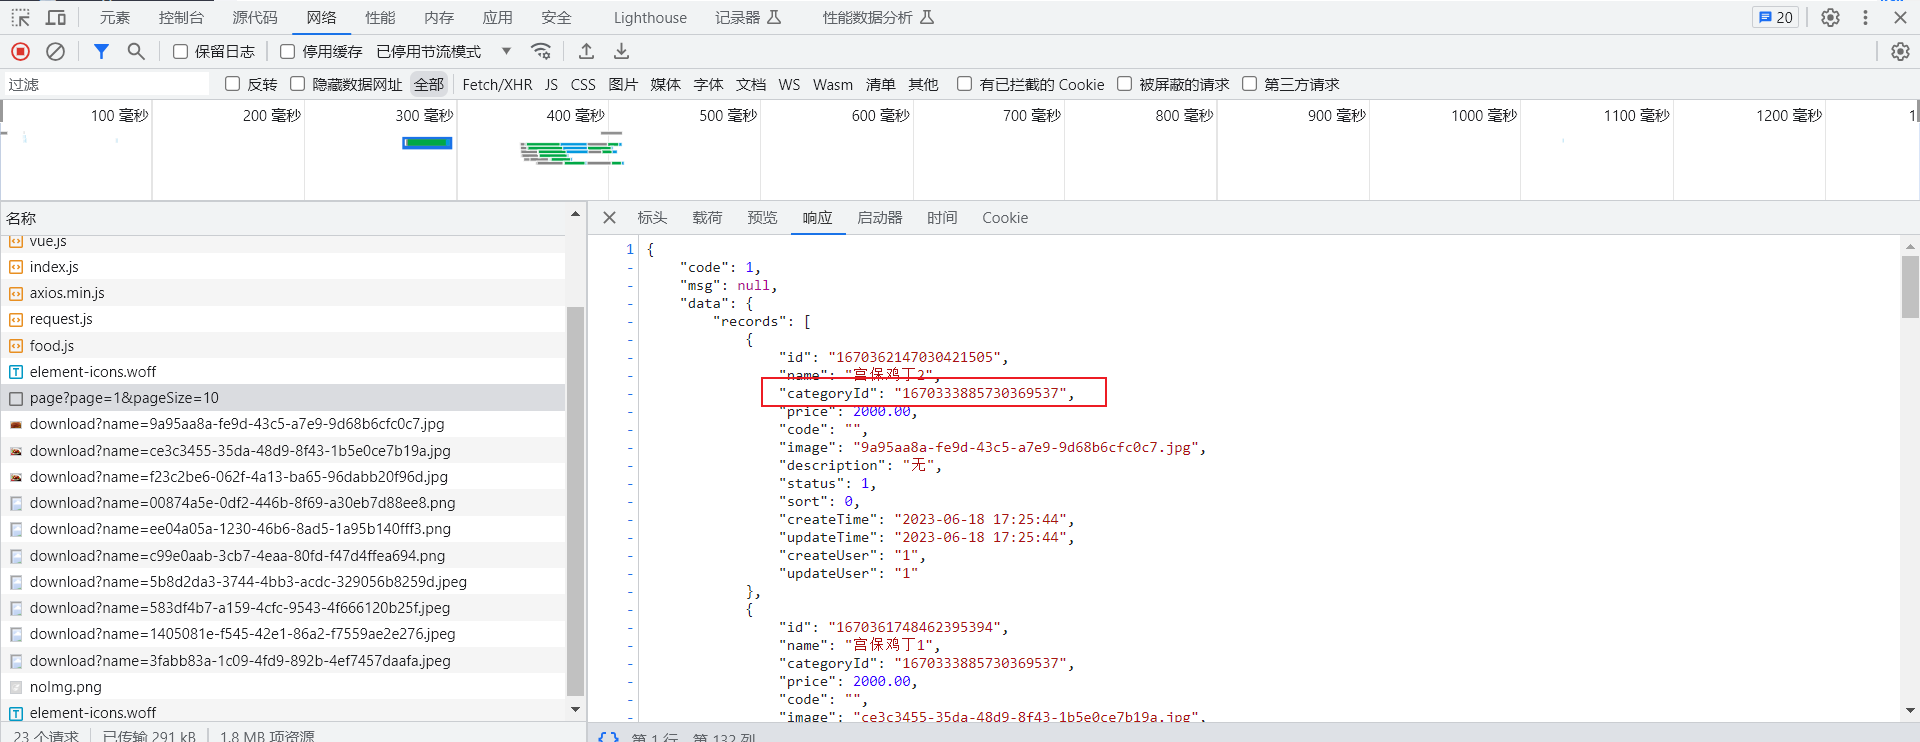 元素 控制台 源代码 网络 性能 内存 应用 安全 Lighthouse 记录器 性能数据分析 20
保留日志 停用缓存 已停用节流模式
过滤 反转 隐藏数据网址 全部 Fetch/XHR JS CSS 图片 媒体 字体 文档 WS Wasm 清单 其他 有已拦截的 Cookie 被屏蔽的请求 第三方请求
100 毫秒 200 毫秒 300 毫秒 400 毫秒 500 毫秒 600 毫秒 700 毫秒 800 毫秒 900 毫秒 1000 毫秒 1100 毫秒 1200 毫秒 1
名称
vue.js
index.js
axios.min.js
request.js
food.js
element-icons.woff
page?page=1&pageSize=10
download?name=9a95aa8a-fe9d-43c5-a7e9-9d68b6cfc0c7.jpg
download?name=ce3c3455-35da-48d9-8f43-1b5e0ce7b19a.jpg
download?name=f23c2be6-062f-4a13-ba65-96dabb20f96d.jpg
download?name=00874a5e-0df2-446b-8f69-a30eb7d88ee8.png
download?name=ee04a05a-1230-46b6-8ad5-1a95b140fff3.png
download?name=c99e0aab-3cb7-4eaa-80fd-f47d4ffea694.png
download?name=5b8d2da3-3744-4bb3-acdc-329056b8259d.jpeg
download?name=583df4b7-a159-4cfc-9543-4f666120b25f.jpeg
download?name=1405081e-f545-42e1-86a2-f7559ae2e276.jpeg
download?name=3fabb83a-1c09-4fd9-892b-4ef7457daafa.jpeg
noImg.png
element-icons.woff
23 个请求 已传输 291 kB 1.8 MB 项资源
标头 载荷 预览 响应 启动器 时间 Cookie
1 {
- "code": 1,
- "msg": null,
- "data": {
- "records": [
- {
- "id": "1670362147030421505",
- "name": "宫保鸡丁2",
- "categoryId": "1670333885730369537",
- "price": 2000.00,
- "code": "",
- "image": "9a95aa8a-fe9d-43c5-a7e9-9d68b6cfc0c7.jpg",
- "description": "无",
- "status": 1,
- "sort": 0,
- "createTime": "2023-06-18 17:25:44",
- "updateTime": "2023-06-18 17:25:44",
- "createUser": "1",
- "updateUser": "1"
- },
- {
- "id": "1670361748462395394",
- "name": "宫保鸡丁1",
- "categoryId": "1670333885730369537",
- "price": 2000.00,
- "code": "",
- "image": "ce3c3455-35da-48d9-8f43-1b5e0ce7b19a.jpg",
{} 第 1 行，第 132 列